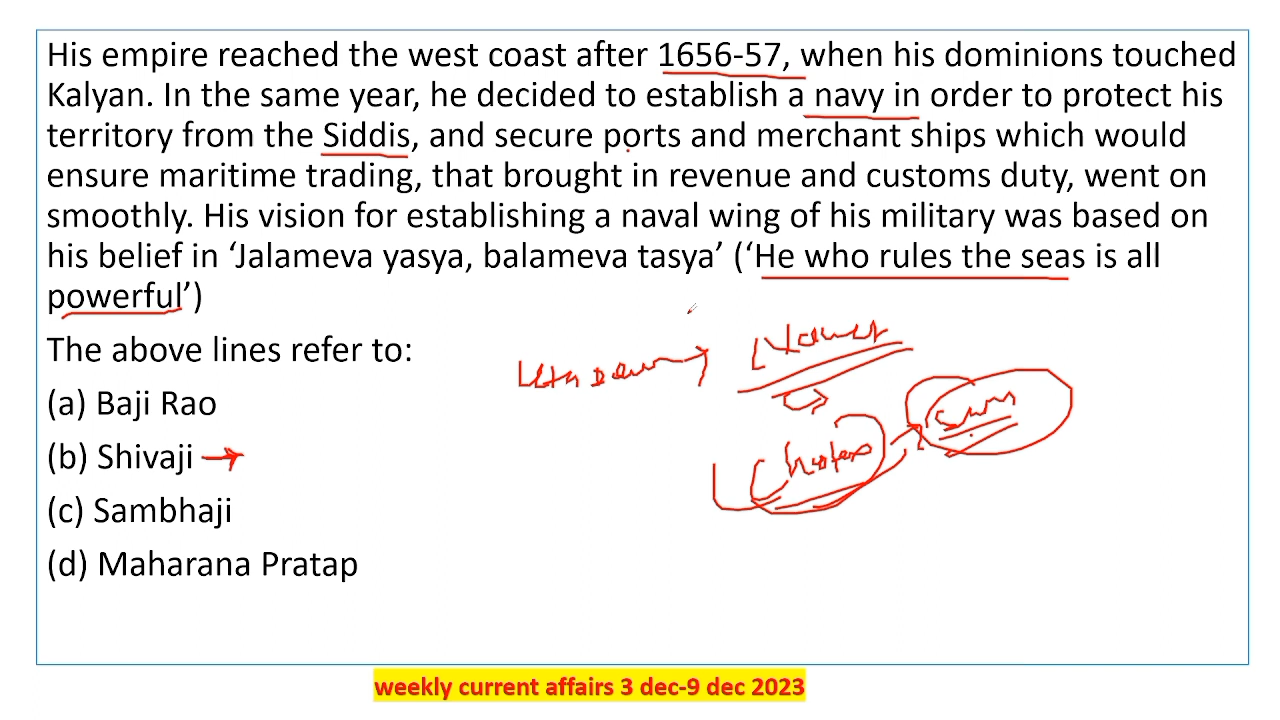 His empire reached the west coast after 1656-57, when his dominions touched
Kalyan. In the same year, he decided to establish a navy in order to protect his
territory from the Siddis, and secure ports and merchant ships which would
ensure maritime trading, that brought in revenue and customs duty, went on
smoothly. His vision for establishing a naval wing of his military was based on
his belief in ‘Jalameva yasya, balameva tasya’ (‘He who rules the seas is all
powerful’)
The above lines refer to:
(a) Baji Rao
(b) Shivaji
(c) Sambhaji
(d) Maharana Pratap
weekly current affairs 3 dec-9 dec 2023